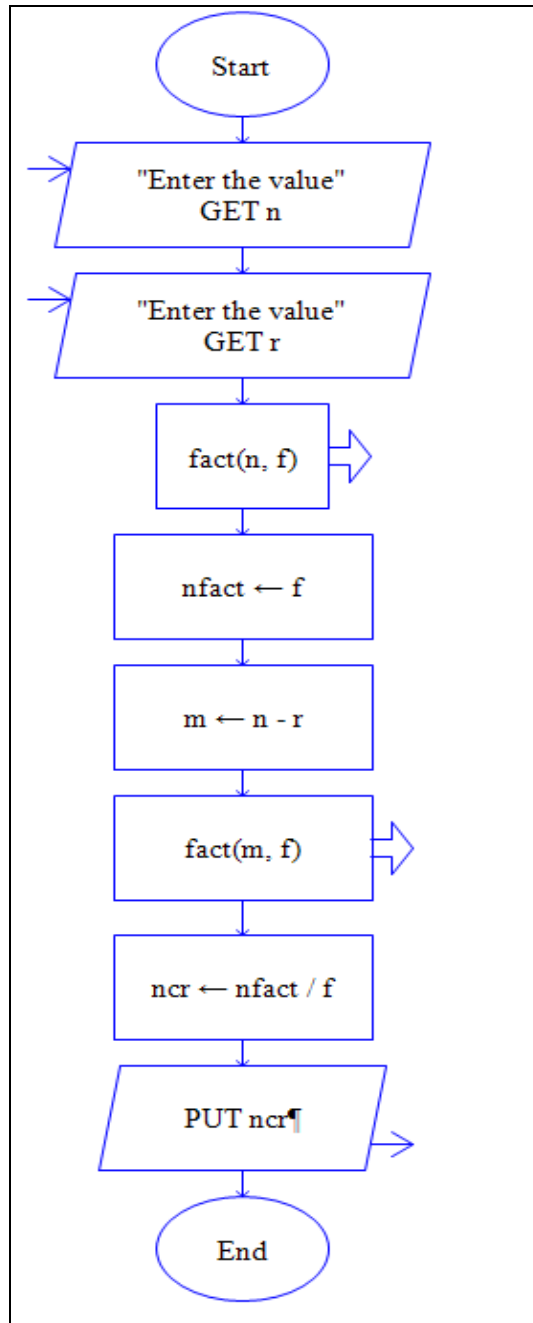 Start
"Enter the value"
GET n
"Enter the value"
GET r
fact(n, f)
nfact ← f
m ← n - r
fact(m, f)
ncr ← nfact / f
PUT ncr¶
End